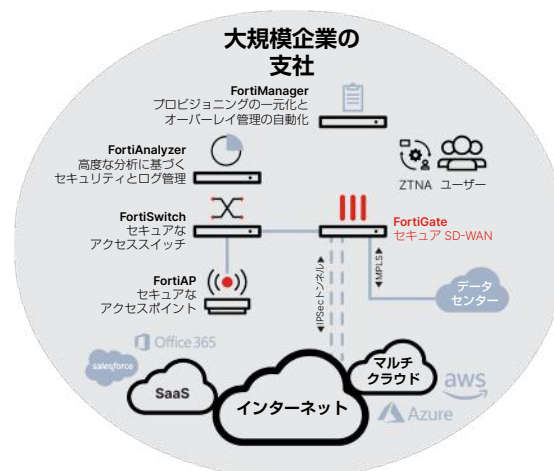 大規模企業の
支社
FortiManager
プロビジョニングの一元化と
オーバーレイ管理の自動化
FortiAnalyzer
高度な分析に基づく
セキュリティとログ管理
ZTNA
ユーザー
FortiSwitch
セキュアな
アクセススイッチ
FortiGate
セキュア SD-WAN
FortiAP
セキュアな
アクセスポイント
◀IPSecトンネル▶
◀MPLS▶
データ
センター
Office 365
salesforce
SaaS
インターネット
マルチ
クラウド
aws
Azure